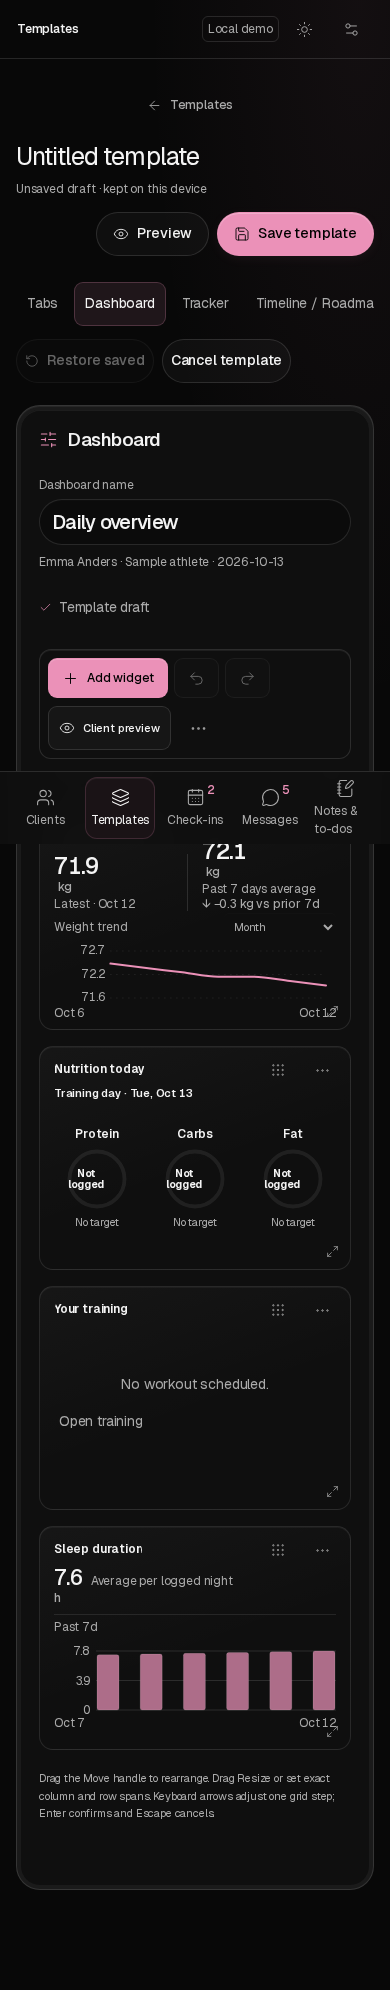 Templates
Local demo
Templates
Untitled template
Unsaved draft · kept on this device
Preview
Save template
Tabs
Dashboard
Tracker
Timeline / Roadma
Restore saved
Cancel template
Dashboard
Dashboard name
Daily overview
Emma Anders · Sample athlete · 2026-10-13
Template draft
Add widget
Client preview
Clients
Templates
Check-ins
2
Messages
5
Notes &
to-dos
71.9
kg
Latest · Oct 12
72.1
kg
Past 7 days average
↓ −0.3 kg vs prior 7d
Weight trend
Month
72.7
72.2
71.6
Oct 6
Oct 12
Nutrition today
Training day · Tue, Oct 13
Protein
Carbs
Fat
Not
logged
Not
logged
Not
logged
No target
No target
No target
Your training
No workout scheduled.
Open training
Sleep duration
7.6
h
Average per logged night
Past 7d
7.8
3.9
0
Oct 7
Oct 12
Drag the Move handle to rearrange. Drag Resize or set exact
column and row spans. Keyboard arrows adjust one grid step;
Enter confirms and Escape cancels.